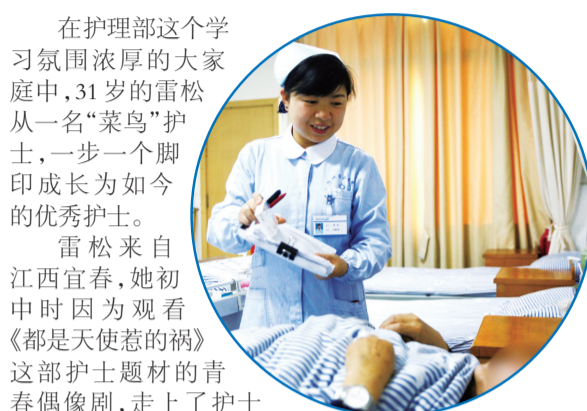 在护理部这个学
习氛围浓厚的大家
庭中,31岁的雷松
从一名“菜鸟”护
士,一步一个脚
印成长为如今
的优秀护士。
雷松来自
江西宜春,她初
中时因为观看
《都是天使惹的祸》
这部护士题材的青
春偶像剧,走上了护士